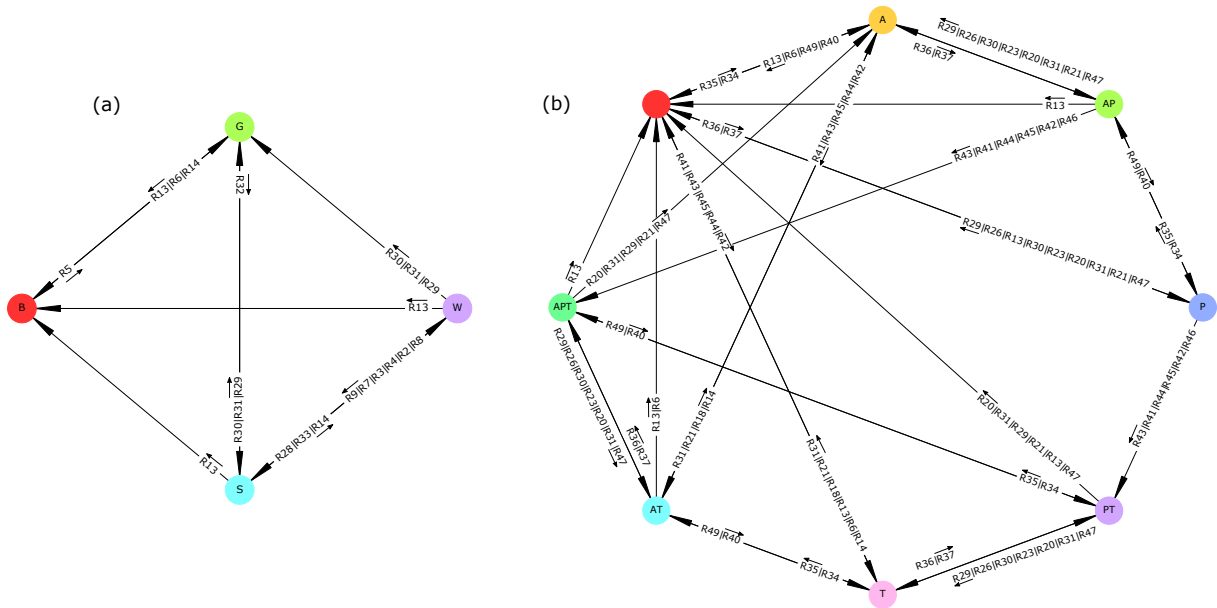 (a)
G
R13|R6|R14
R32
R5
R30|R31|R29
B
R13
W
R30|R31|R29
R9|R7|R3|R4|R2|R8
R28|R33|R14
R13
S
(b)
A
R29|R26|R30|R23|R20|R31|R21|R47
R13|R6|R49|R40
R36|R37
R35|R34
AP
R13
R36|R37
R41|R43|R45|R44|R42
R43|R41|R44|R45|R42|R46
R49|R40
R41|R43|R45|R44|R42
R35|R34
R29|R26|R13|R30|R23|R20|R31|R21|R47
R20|R31|R29|R21|R47
R13
APT
P
R49|R40
R29|R26|R30|R23|R20|R31|R47
R43|R41|R44|R45|R42|R46
R20|R31|R29|R21|R13|R47
R31|R21|R18|R14
R13|R6
R36|R37
R31|R21|R18|R13|R6|R14
R35|R34
AT
PT
R49|R40
R36|R37
R35|R34
R29|R26|R30|R23|R20|R31|R47
T